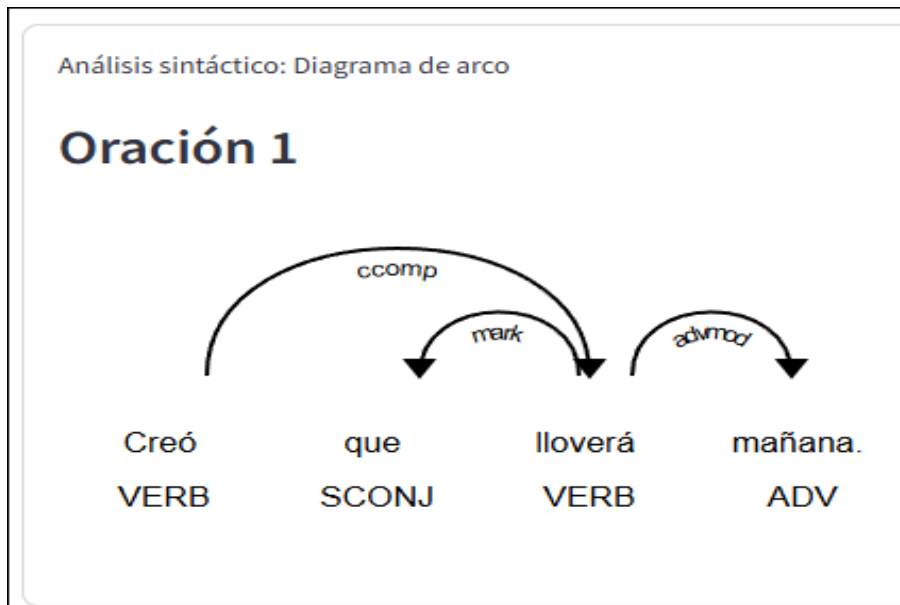 Análisis sintáctico: Diagrama de arco
Oración 1
ccomp
mark
advmod
Creó que lloverá mañana.
VERB SCONJ VERB ADV